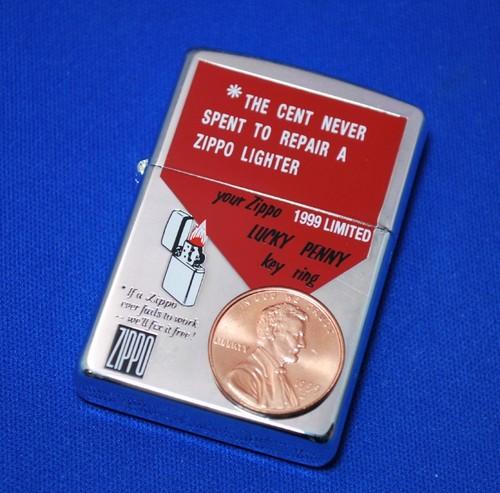 *THE CENT NEVER
SPENT TO REPAIR A
ZIPPO LIGHTER
your Zippo 1999 LIMITED
LUCKY PENNY
key ring
"If a Zippo
ever fails to work
-- we'll fix it free"
ZIPPO
LIBERTY
1999